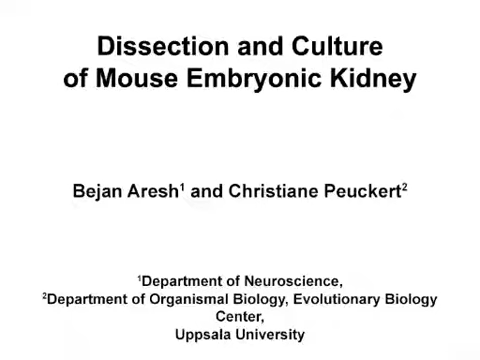 Dissection and Culture
of Mouse Embryonic Kidney
Bejan Aresh¹ and Christiane Peuckert²
¹Department of Neuroscience,
²Department of Organismal Biology, Evolutionary Biology
Center,
Uppsala University